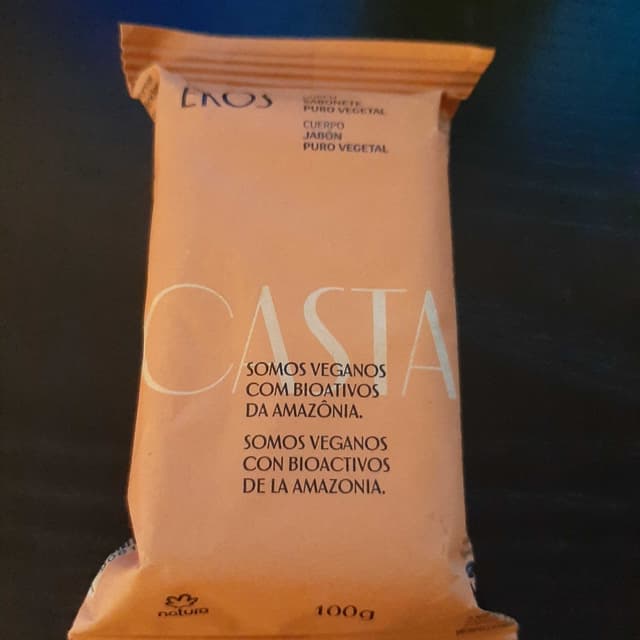 EKOS
SABONETE
PURO VEGETAL
CUERPO
JABÓN
PURO VEGETAL
CASTA
SOMOS VEGANOS
COM BIOATIVOS
DA AMAZÔNIA.
SOMOS VEGANOS
CON BIOACTIVOS
DE LA AMAZONIA.
natura
100g